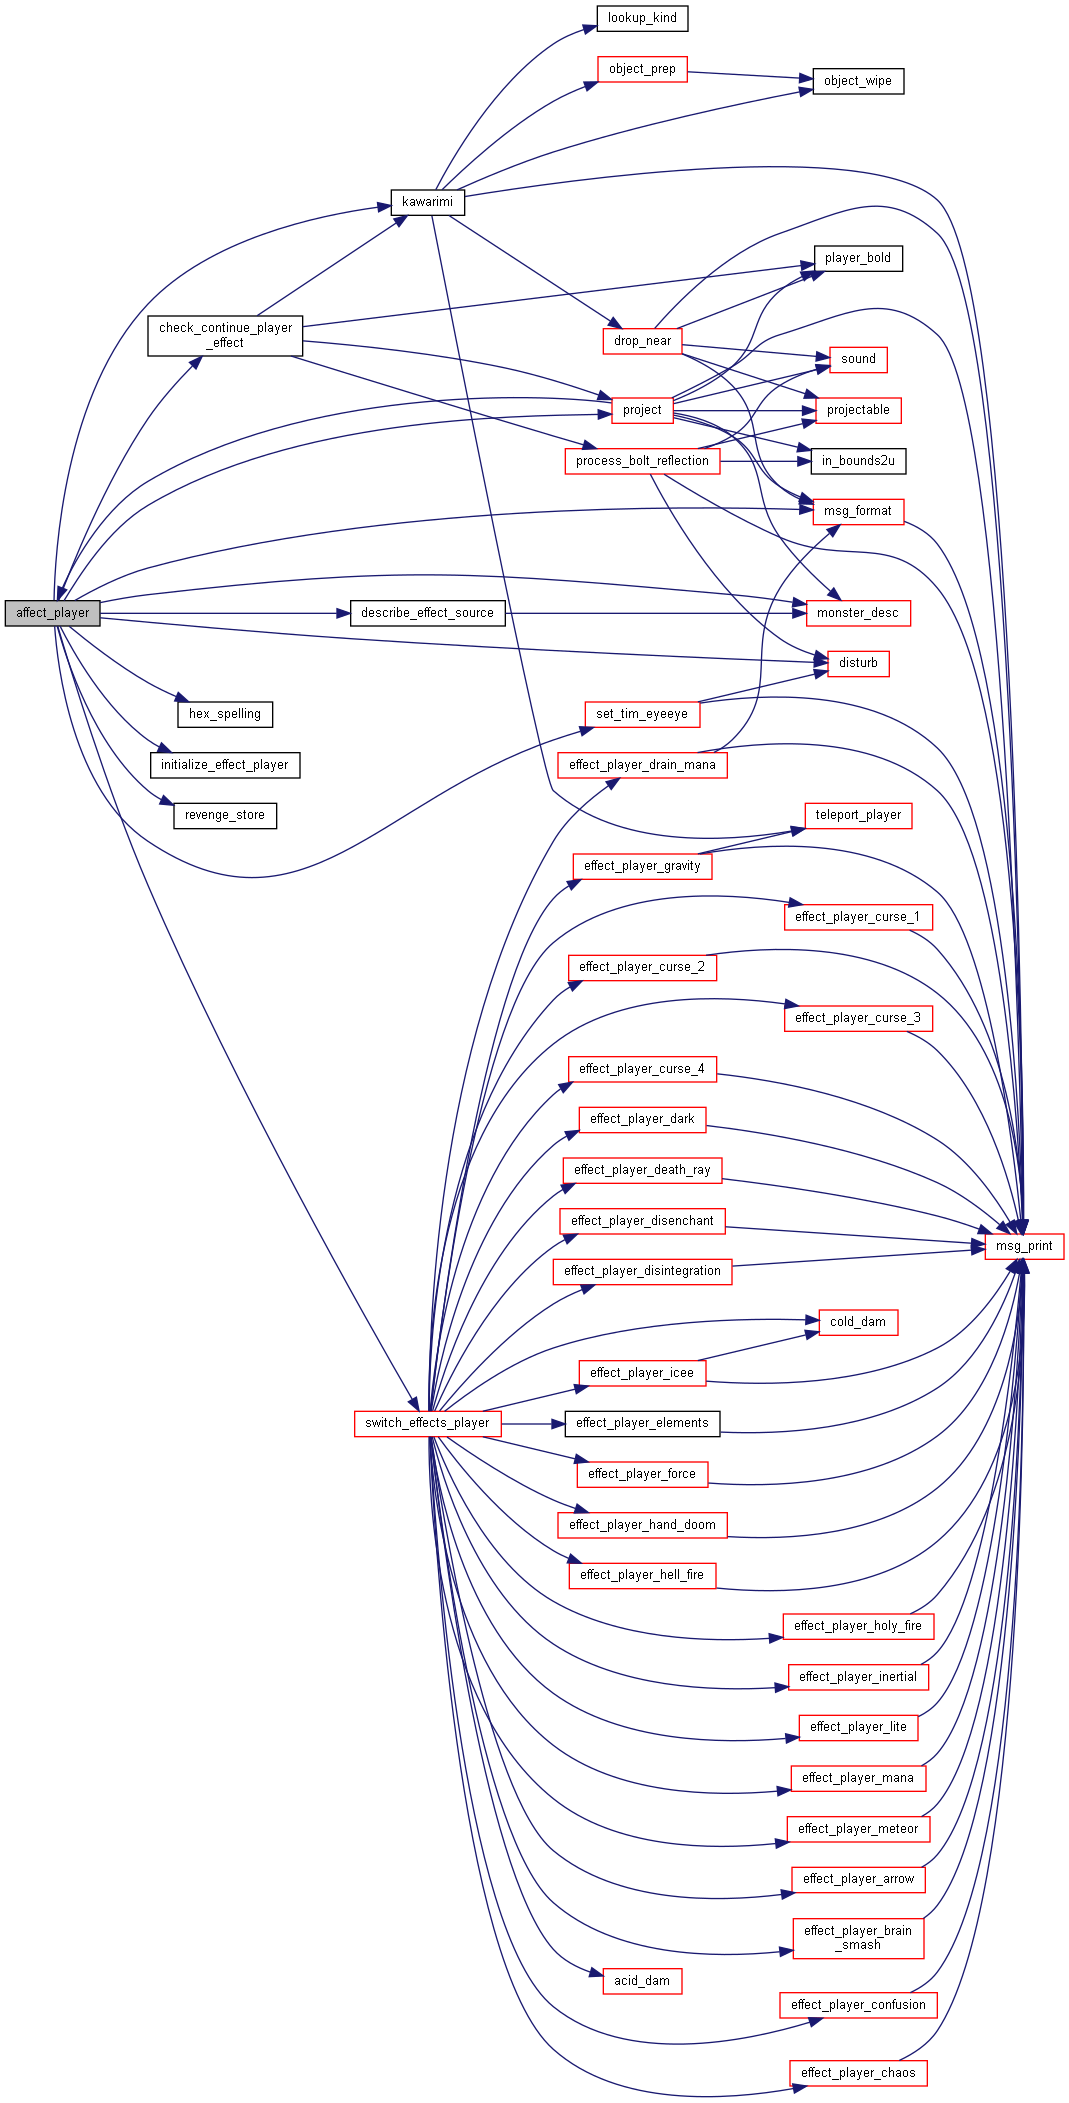 lookup_kind
object_prep
object_wipe
kawarimi
player_bold
check_continue_player
_effect
drop_near
sound
project
projectable
process_bolt_reflection
in_bounds2u
msg_format
affect_player
describe_effect_source
monster_desc
disturb
hex_spelling
set_tim_eyeeye
initialize_effect_player
effect_player_drain_mana
revenge_store
teleport_player
effect_player_gravity
effect_player_curse_1
effect_player_curse_2
effect_player_curse_3
effect_player_curse_4
effect_player_dark
effect_player_death_ray
effect_player_disenchant
msg_print
effect_player_disintegration
cold_dam
effect_player_icee
switch_effects_player
effect_player_elements
effect_player_force
effect_player_hand_doom
effect_player_hell_fire
effect_player_holy_fire
effect_player_inertial
effect_player_lite
effect_player_mana
effect_player_meteor
effect_player_arrow
effect_player_brain
_smash
acid_dam
effect_player_confusion
effect_player_chaos